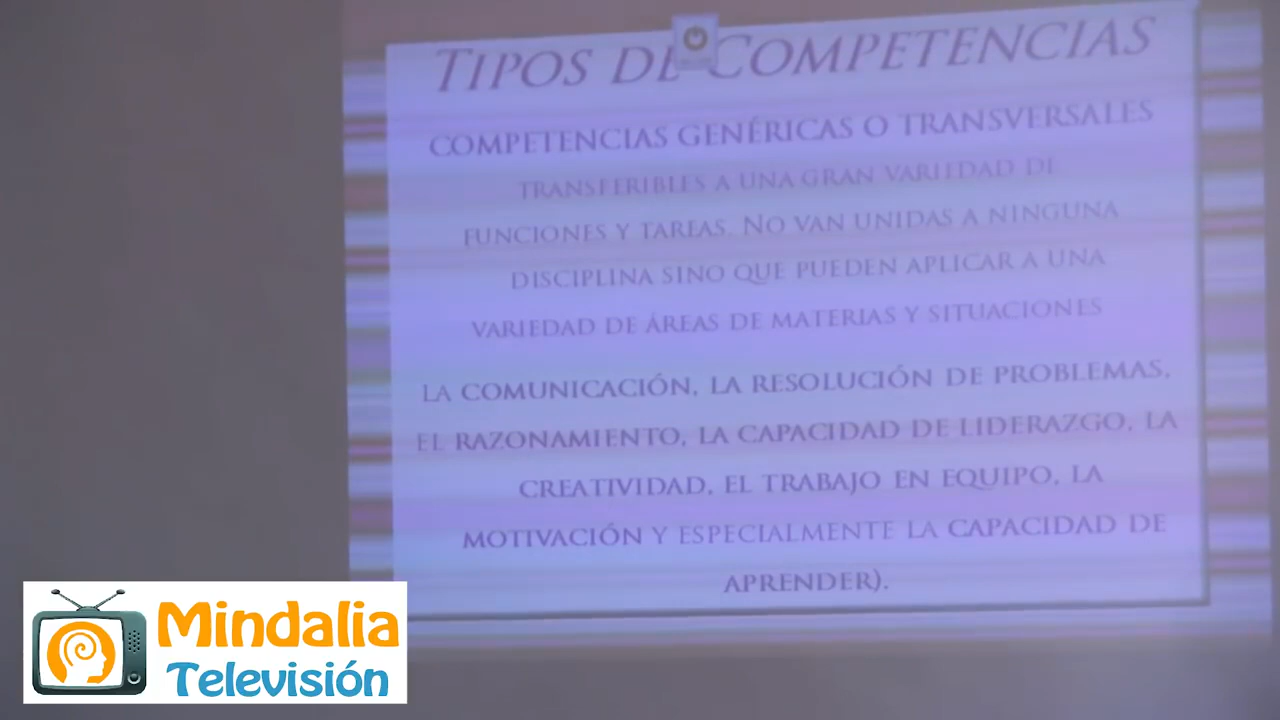 TIPOS DE COMPETENCIAS
COMPETENCIAS GENÉRICAS O TRANSVERSALES
TRANSFERIBLES A UNA GRAN VARIEDAD DE
FUNCIONES Y TAREAS. NO VAN UNIDAS A NINGUNA
DISCIPLINA SINO QUE PUEDEN APLICAR A UNA
VARIEDAD DE ÁREAS DE MATERIAS Y SITUACIONES
LA COMUNICACIÓN, LA RESOLUCIÓN DE PROBLEMAS,
EL RAZONAMIENTO, LA CAPACIDAD DE LIDERAZGO, LA
CREATIVIDAD, EL TRABAJO EN EQUIPO, LA
MOTIVACIÓN Y ESPECIALMENTE LA CAPACIDAD DE
APRENDER).
Mindalia
Televisión